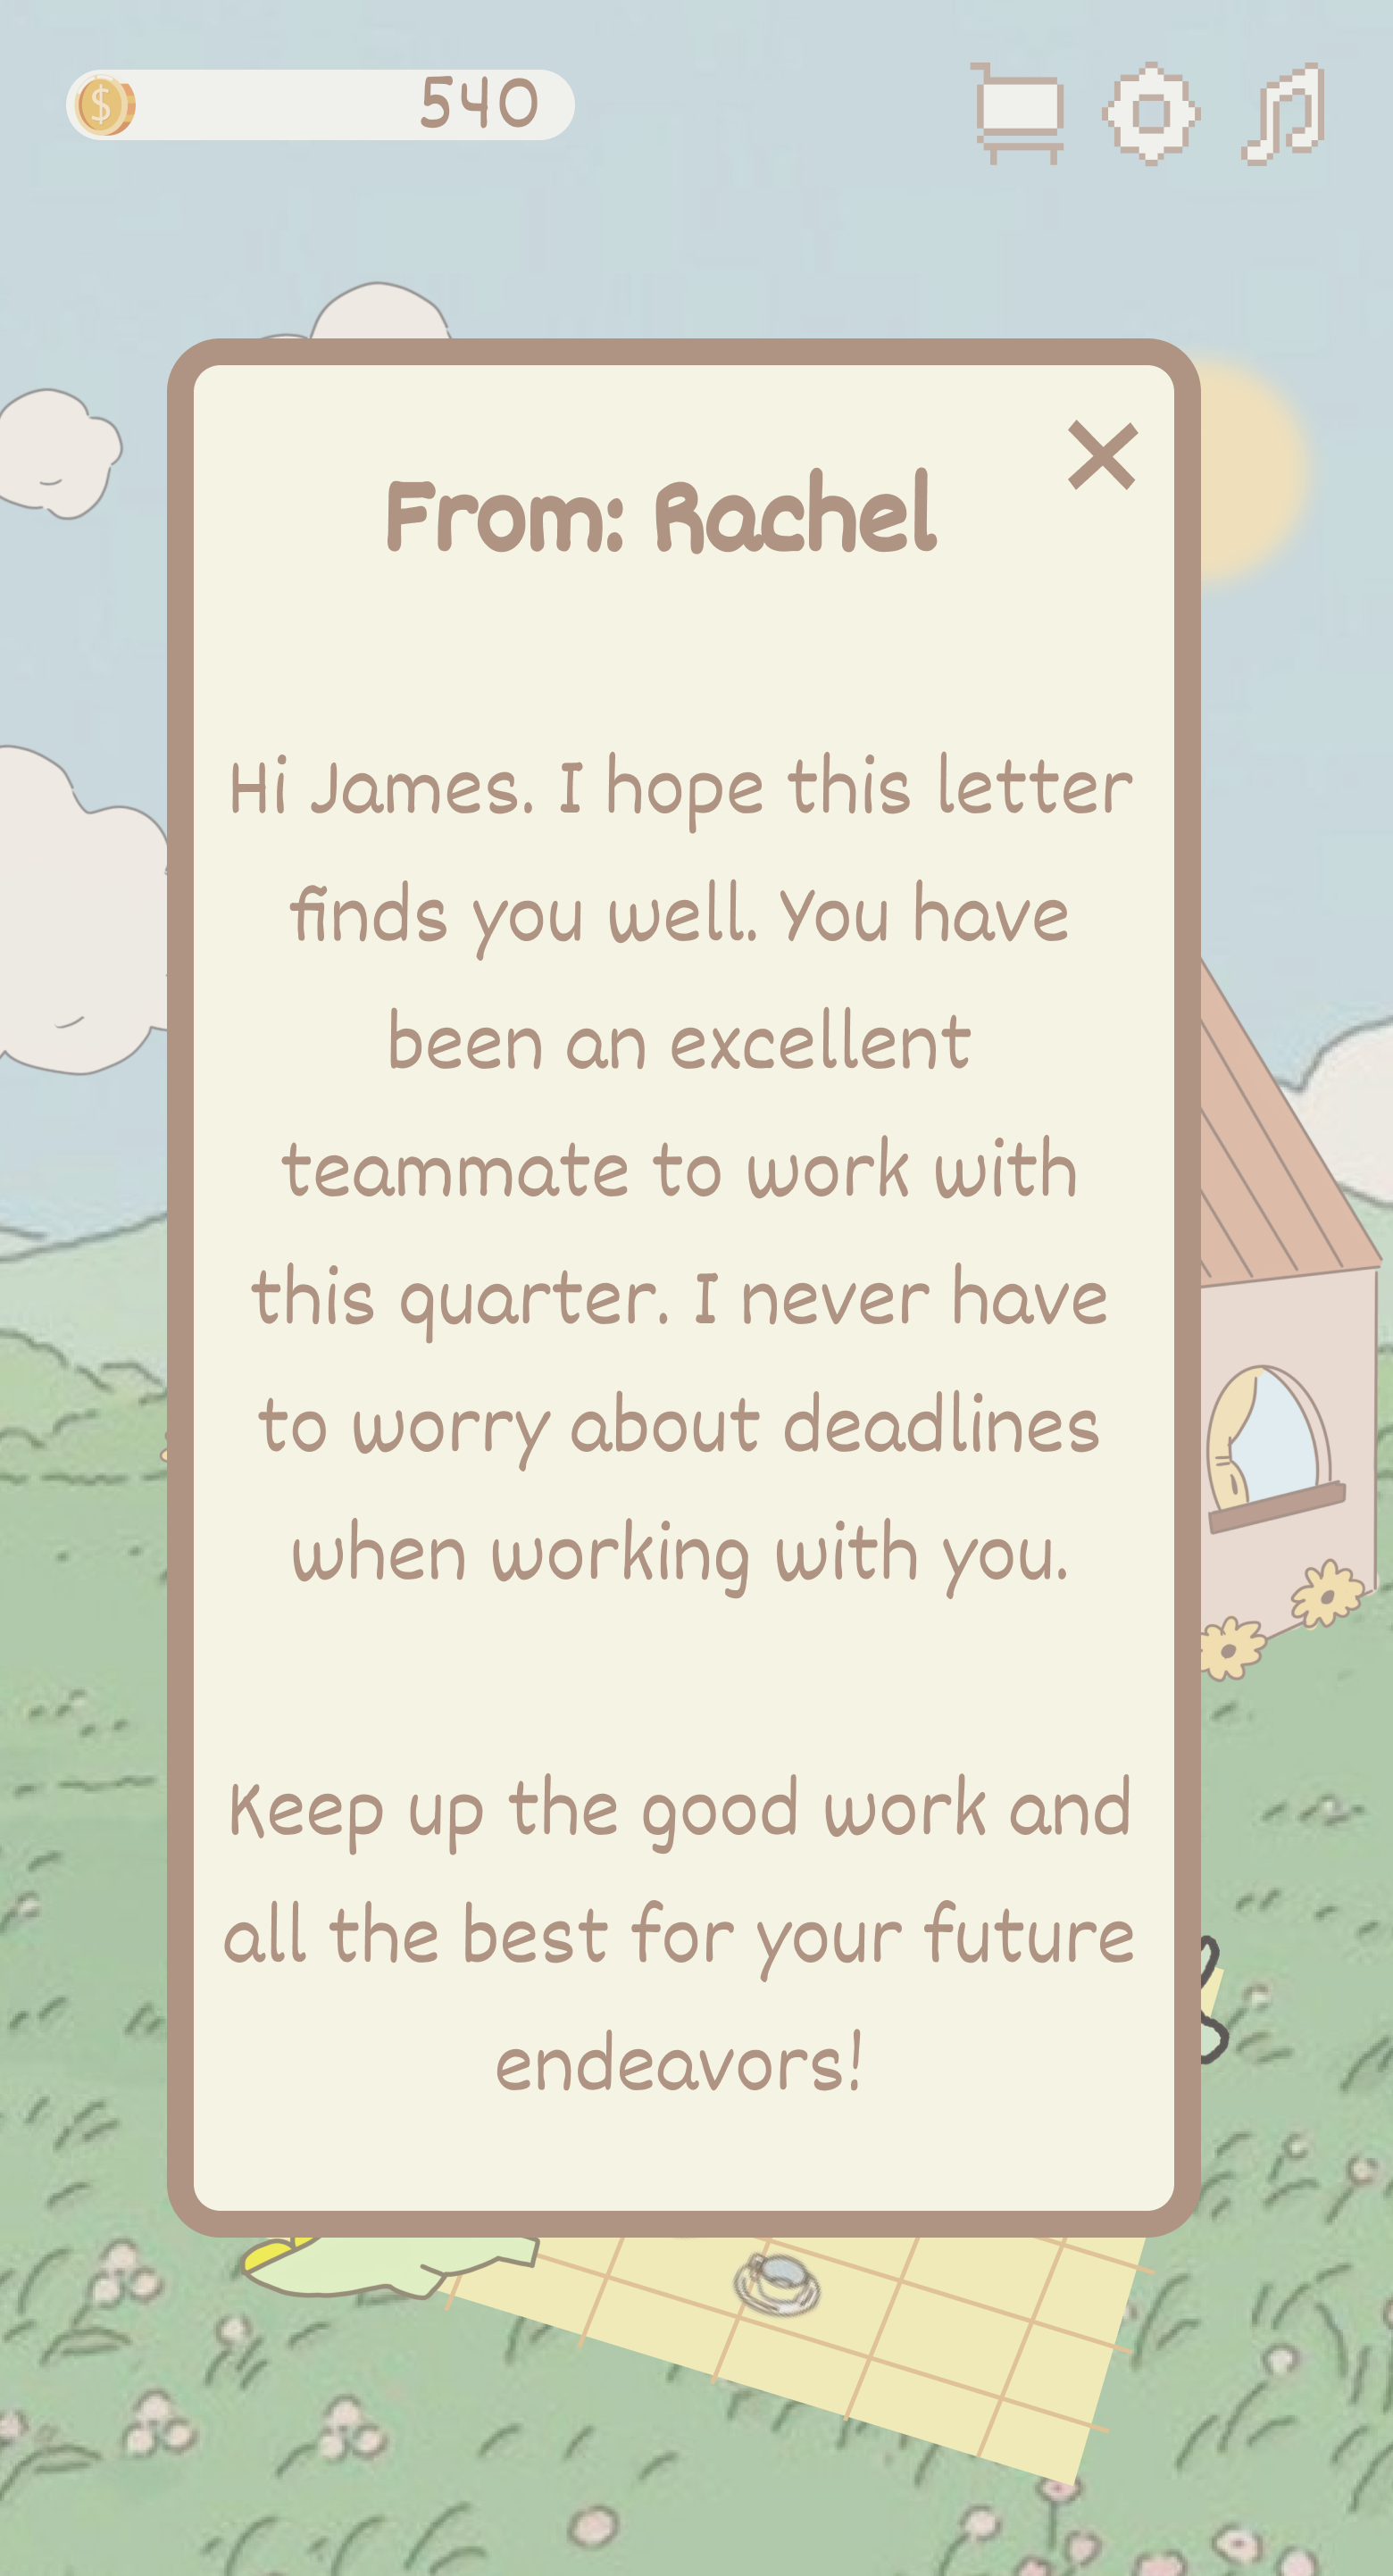 540
From: Rachel
Hi James. I hope this letter
finds you well. You have
been an excellent
teammate to work with
this quarter. I never have
to worry about deadlines
when working with you.
Keep up the good work and
all the best for your future
endeavors!